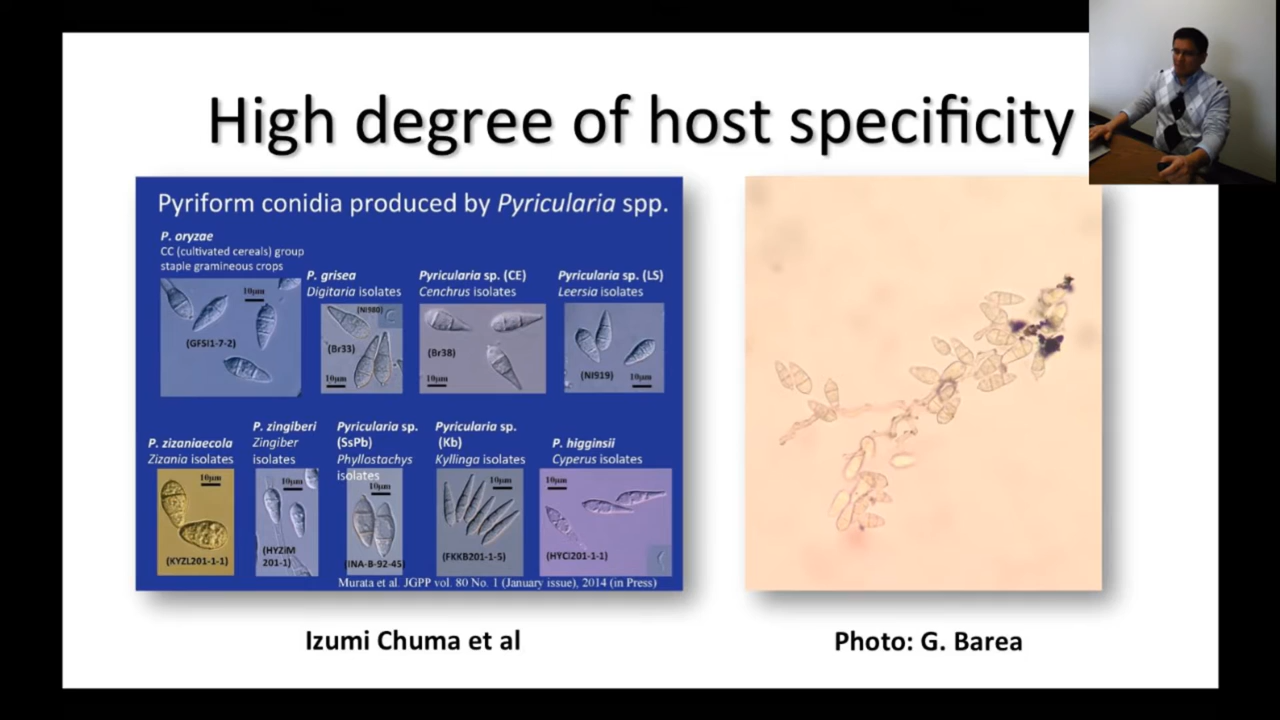 High degree of host specificity
Pyriform conidia produced by Pyricularia spp.
P. oryzae
CC (cultivated cereals) group
staple gramineous crops
10μm
(GFSI1-7-2)
P. grisea
Digitaria isolates
(NI980)
(Br33)
10μm
Pyricularia sp. (CE)
Cenchrus isolates
(Br38)
10μm
Pyricularia sp. (LS)
Leersia isolates
(NI919)
10μm
P. zizaniaecola
Zizania isolates
10μm
(KYZL201-1-1)
P. zingiberi
Zingiber
isolates
10μm
(HYZiM
201-1)
Pyricularia sp.
(SsPb)
Phyllostachys
isolates
10μm
(INA-B-92-45)
Pyricularia sp.
(Kb)
Kyllinga isolates
10μm
(FKKB201-1-5)
P. higginsii
Cyperus isolates
10μm
(HYCI201-1-1)
Murata et al. JGPP vol. 80 No. 1 (January issue), 2014 (in Press)
Izumi Chuma et al
Photo: G. Barea